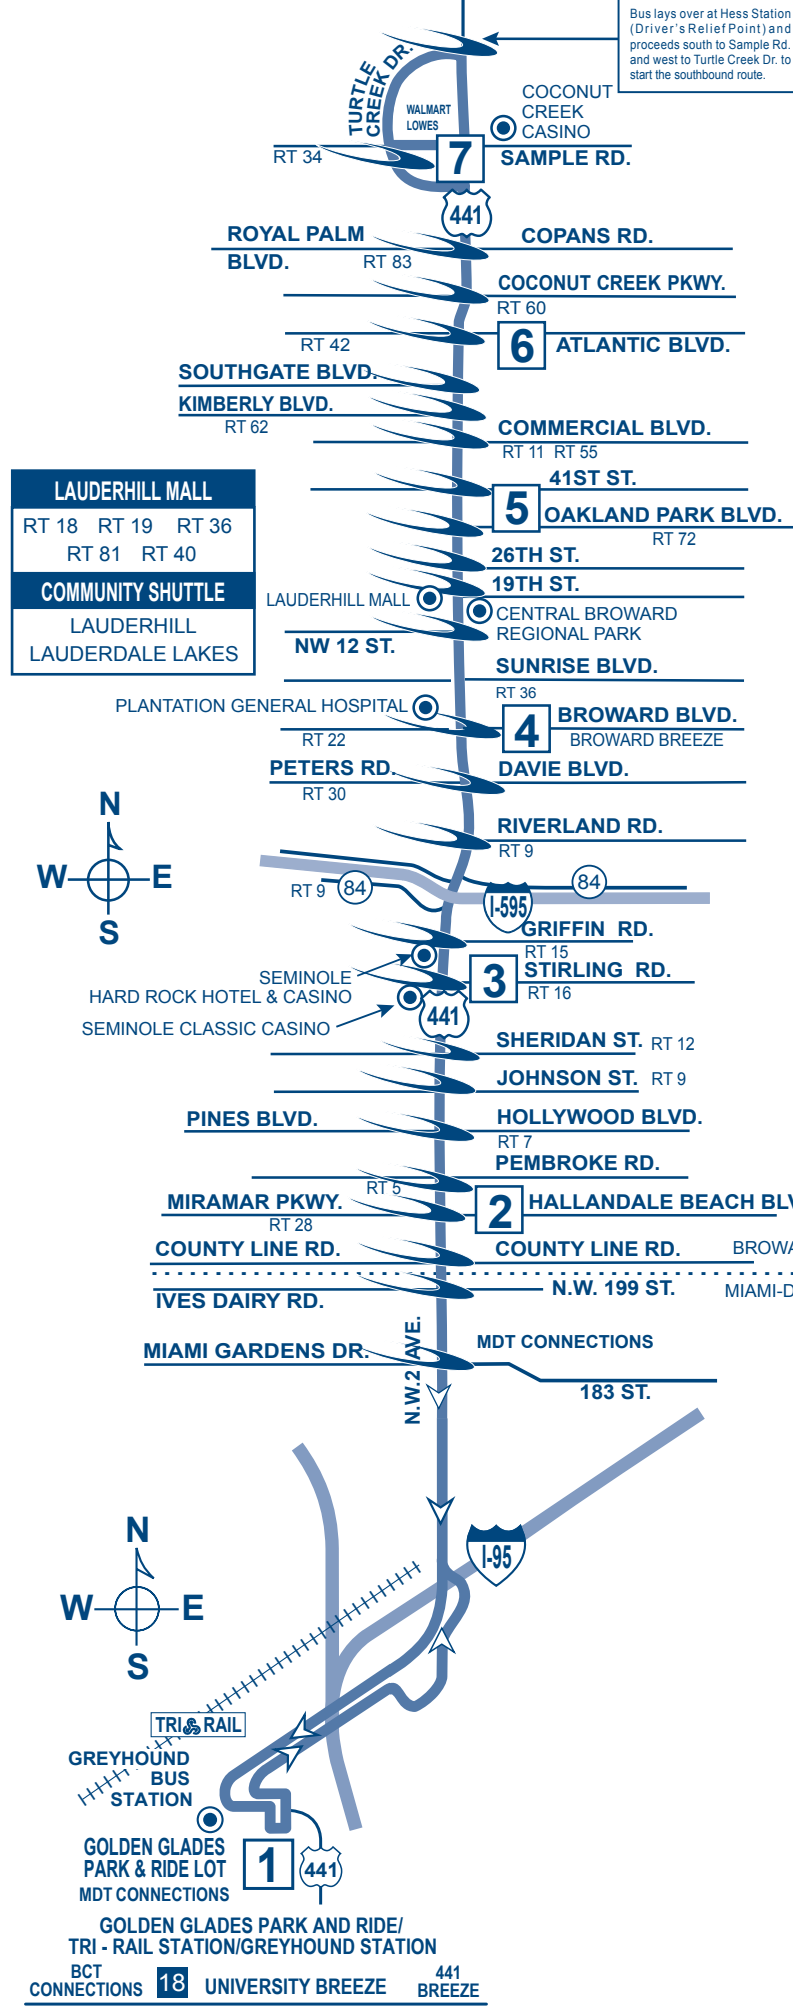 Bus lays over at Hess Station
(Driver's Relief Point) and
proceeds south to Sample Rd.
and west to Turtle Creek Dr. to
start the southbound route.
TURTLE
CREEK DR.
WALMART
LOWES
COCONUT
CREEK
CASINO
RT 34
7
SAMPLE RD.
441
ROYAL PALM
BLVD.
RT 83
COPANS RD.
COCONUT CREEK PKWY.
RT 60
RT 42
6
ATLANTIC BLVD.
SOUTHGATE BLVD.
KIMBERLY BLVD.
RT 62
COMMERCIAL BLVD.
RT 11 RT 55
41ST ST.
5
OAKLAND PARK BLVD.
RT 72
LAUDERHILL MALL
RT 18 RT 19 RT 36
RT 81 RT 40
COMMUNITY SHUTTLE
LAUDERHILL
LAUDERDALE LAKES
26TH ST.
19TH ST.
LAUDERHILL MALL
CENTRAL BROWARD
REGIONAL PARK
NW 12 ST.
SUNRISE BLVD.
RT 36
PLANTATION GENERAL HOSPITAL
4
BROWARD BLVD.
BROWARD BREEZE
RT 22
PETERS RD.
RT 30
DAVIE BLVD.
RIVERLAND RD.
RT 9
N
W E
S
RT 9
84
84
I-595
GRIFFIN RD.
RT 15
SEMINOLE
HARD ROCK HOTEL & CASINO
3
STIRLING RD.
RT 16
SEMINOLE CLASSIC CASINO
441
SHERIDAN ST. RT 12
JOHNSON ST. RT 9
PINES BLVD.
HOLLYWOOD BLVD.
RT 7
PEMBROKE RD.
RT 5
MIRAMAR PKWY.
RT 28
2
HALLANDALE BEACH BLV
COUNTY LINE RD.
COUNTY LINE RD.
BROWA
IVES DAIRY RD.
N.W. 199 ST.
MIAMI-D
N.W.2 AVE.
MIAMI GARDENS DR.
MDT CONNECTIONS
183 ST.
I-95
N
W E
S
TRI RAIL
GREYHOUND
BUS
STATION
GOLDEN GLADES
PARK & RIDE LOT
MDT CONNECTIONS
1
441
GOLDEN GLADES PARK AND RIDE/
TRI - RAIL STATION/GREYHOUND STATION
BCT
CONNECTIONS
18
UNIVERSITY BREEZE
441
BREEZE